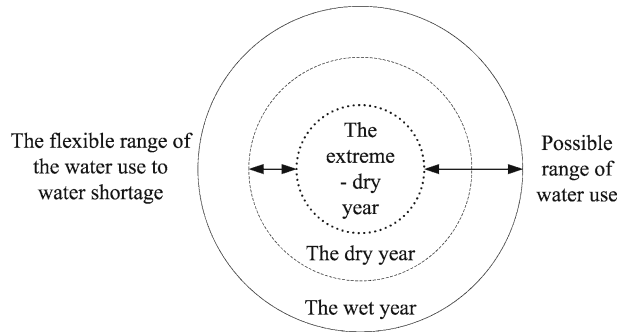 The flexible range of
the water use to
water shortage
The
extreme
- dry
year
The dry year
The wet year
Possible
range of
water use